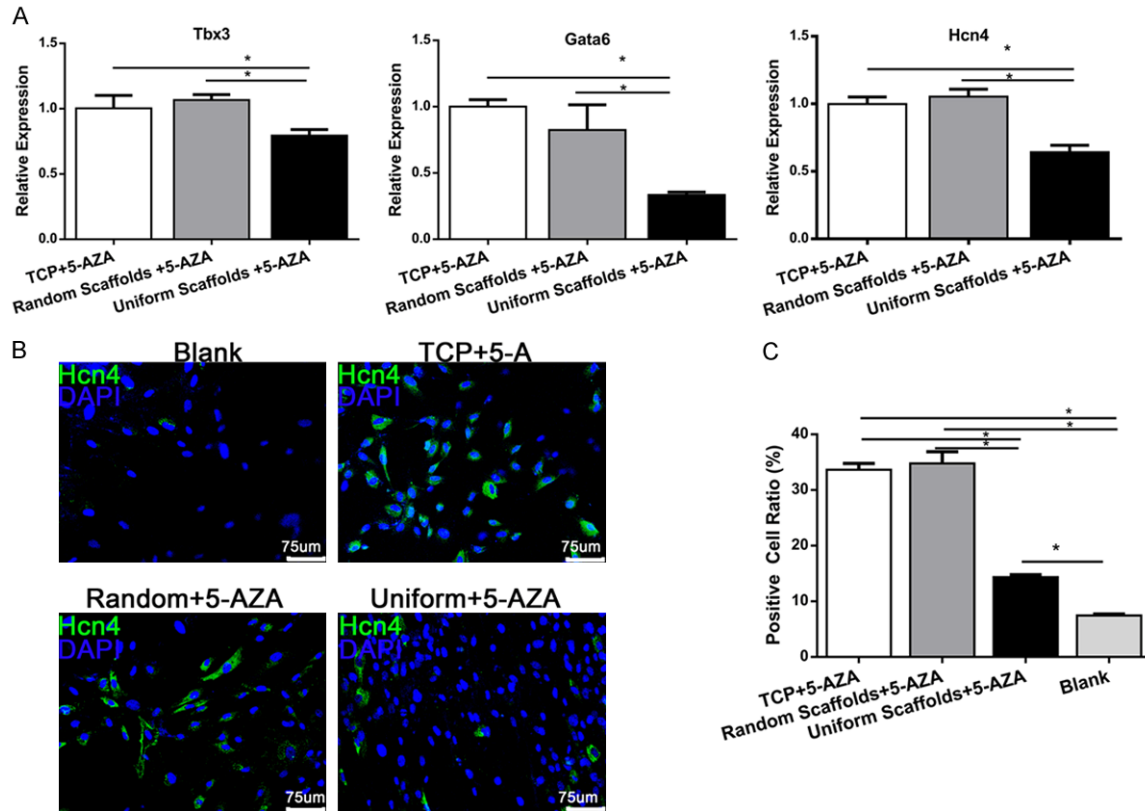 A
Tbx3
*
*
Relative Expression
1.5
1.0
0.5
0.0
TCP+5-AZA
Random Scaffolds +5-AZA
Uniform Scaffolds +5-AZA
Gata6
*
*
Relative Expression
1.5
1.0
0.5
0.0
TCP+5-AZA
Random Scaffolds +5-AZA
Uniform Scaffolds +5-AZA
Hcn4
*
*
Relative Expression
1.5
1.0
0.5
0.0
TCP+5-AZA
Random Scaffolds +5-AZA
Uniform Scaffolds +5-AZA
B
Blank
Hcn4
DAPI
75um
TCP+5-A
Hcn4
DAPI
75um
Random+5-AZA
Hcn4
DAPI
75um
Uniform+5-AZA
Hcn4
DAPI
75um
C
*
*
*
*
*
Positive Cell Ratio (%)
40
30
20
10
0
TCP+5-AZA
Random Scaffolds+5-AZA
Uniform Scaffolds+5-AZA
Blank